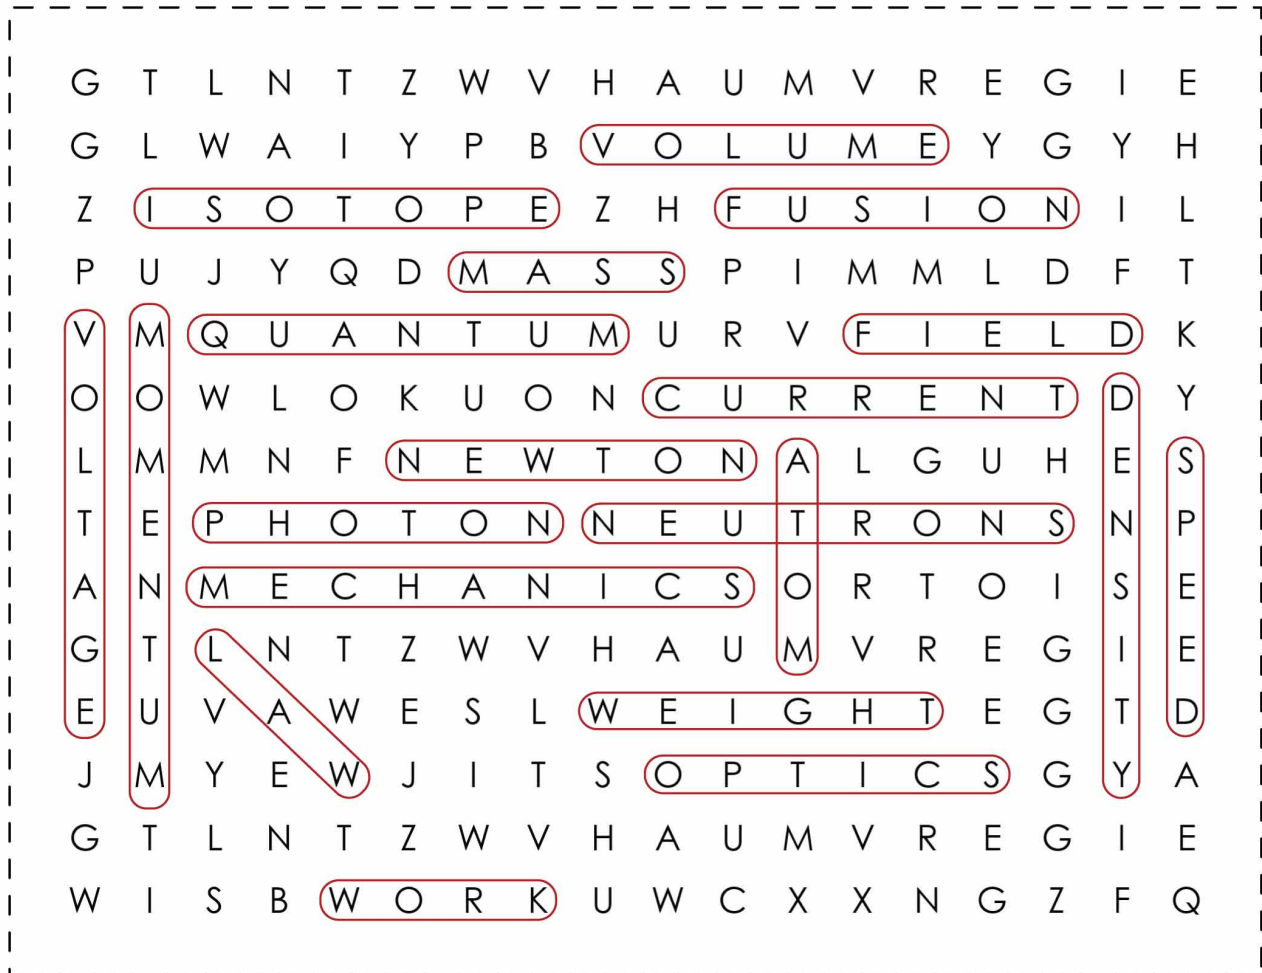 G T L N T Z W V H A U M V R E G I E
G L W A I Y P B V O L U M E Y G Y H
Z I S O T O P E Z H F U S I O N I L
P U J Y Q D M A S S P I M M L D F T
V M Q U A N T U M U R V F I E L D K
O O W L O K U O N C U R R E N T D Y
L M M N F N E W T O N A L G U H E S
T E P H O T O N N E U T R O N S N P
A N M E C H A N I C S O R T O I S E
G T L N T Z W V H A U M V R E G I E
E U V A W E S L W E I G H T E G T D
J M Y E W J I T S O P T I C S G Y A
G T L N T Z W V H A U M V R E G I E
W I S B W O R K U W C X X N G Z F Q